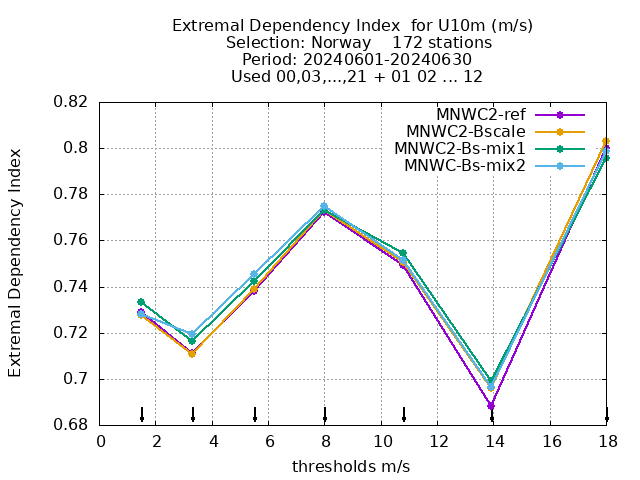 Extremal Dependency Index  for U10m (m/s)
Selection: Norway    172 stations
Period: 20240601-20240630
Used 00,03,...,21 + 01 02 ... 12
MNWC2-ref
MNWC2-Bscale
MNWC2-Bs-mix1
MNWC-Bs-mix2
Extremal Dependency Index
0.82
0.8
0.78
0.76
0.74
0.72
0.7
0.68
0 2 4 6 8 10 12 14 16 18
thresholds m/s